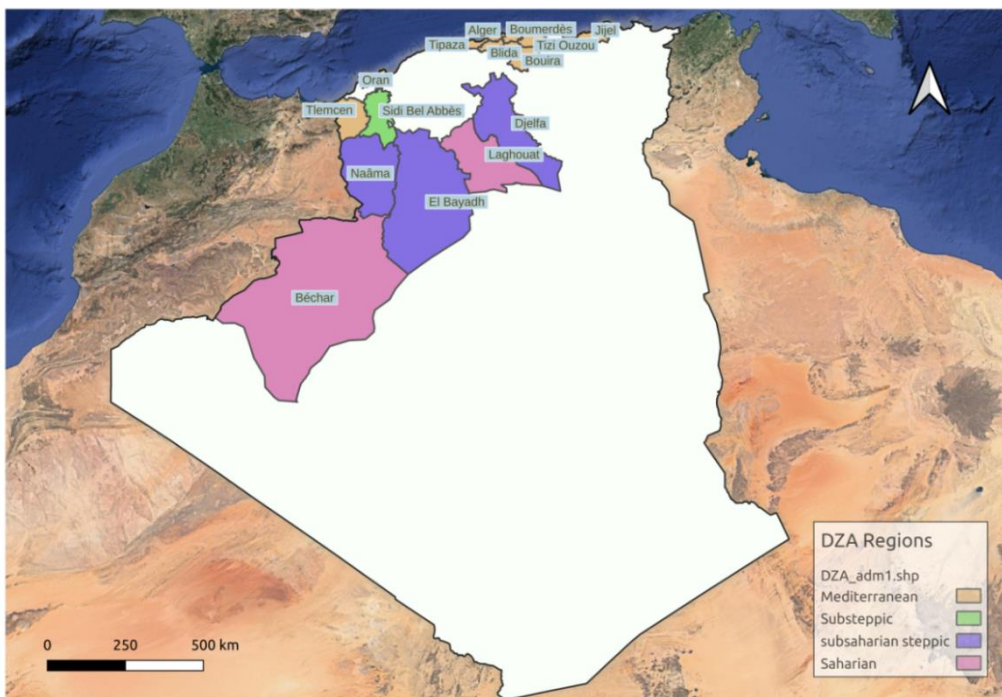 Alger
Boumerdès
Jijel
Tipaza
Tizi Ouzou
Blida
Bouira
Oran
Tlemcen
Sidi Bel Abbès
Djelfa
Laghouat
Naâma
El Bayadh
Béchar
DZA Regions
DZA_adm1.shp
Mediterranean
Substeppic
subsaharian steppic
Saharian
0 250 500 km